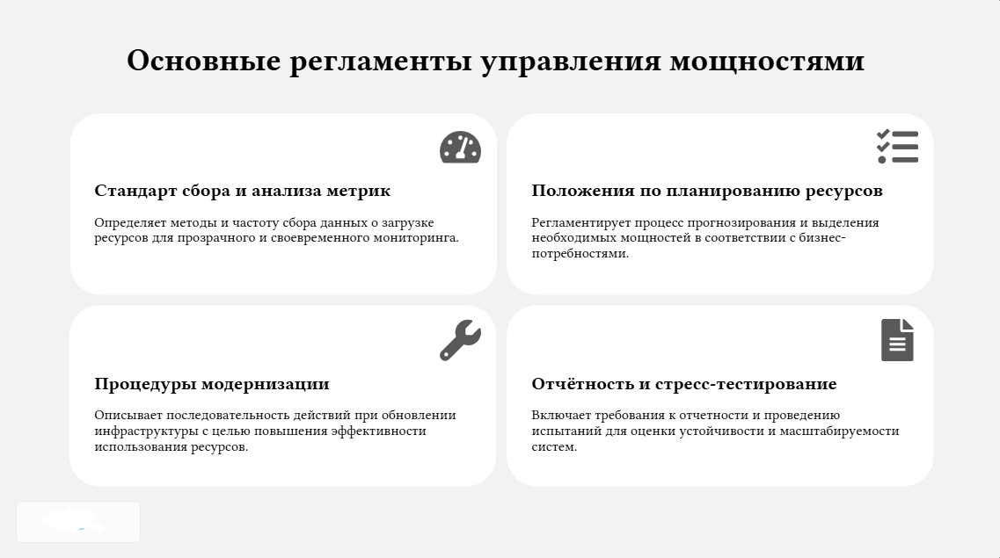 Основные регламенты управления мощностями
Стандарт сбора и анализа метрик
Определяет методы и частоту сбора данных о загрузке
ресурсов для прозрачного и своевременного мониторинга.
Положения по планированию ресурсов
Регламентирует процесс прогнозирования и выделения
необходимых мощностей в соответствии с бизнес-
потребностями.
Процедуры модернизации
Описывает последовательность действий при обновлении
инфраструктуры с целью повышения эффективности
использования ресурсов.
Отчётность и стресс-тестирование
Включает требования к отчетности и проведению
испытаний для оценки устойчивости и масштабируемости
систем.